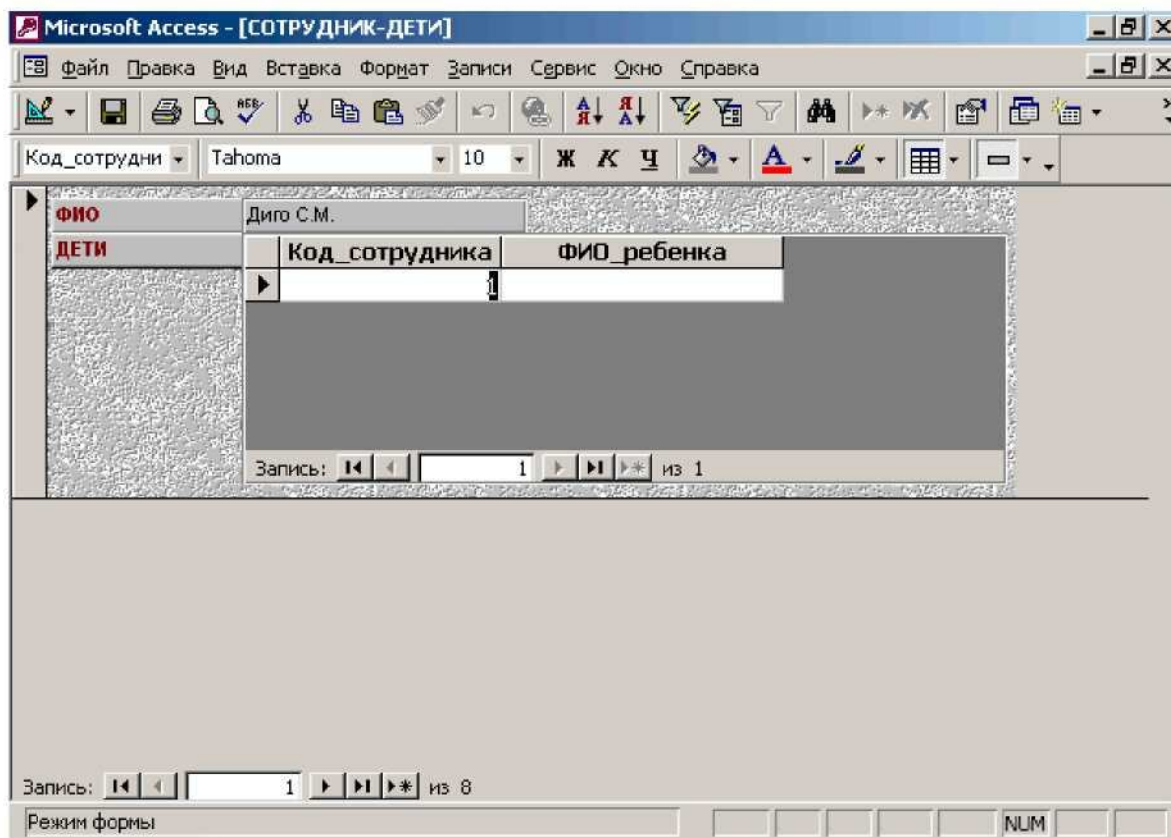 Microsoft Access - [СОТРУДНИК-ДЕТИ]
Файл Правка Вид Вставка Формат Записи Сервис Окно Справка
Код_сотрудни Tahoma 10 Ж К Ч
ФИО Диго С.М.
ДЕТИ Код_сотрудника ФИО_ребенка
1
Запись: 1 из 1
Запись: 1 из 8
Режим формы NUM